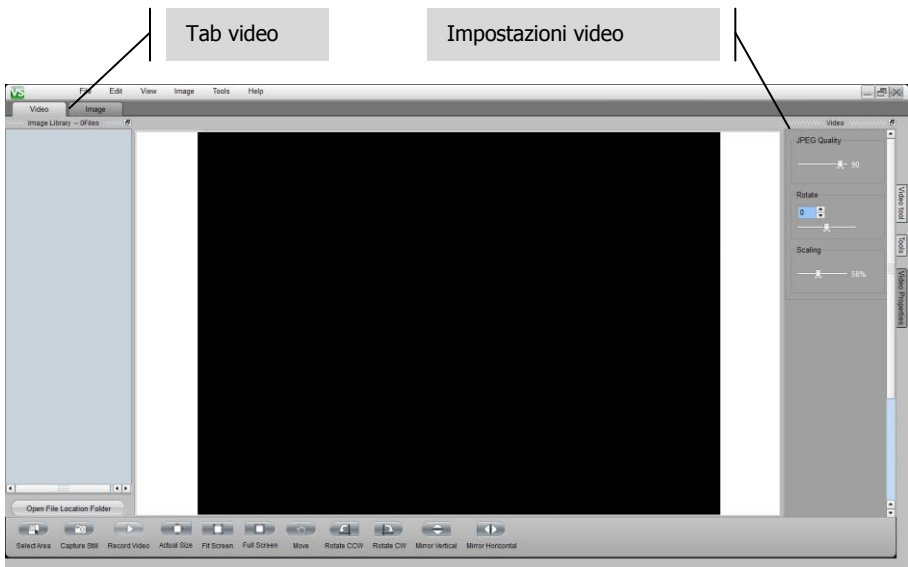 Tab video
Impostazioni video
VS
File Edit View Image Tools Help
Video Image
Image Library -- 0Files
Video
JPEG Quality
90
Rotate
0
Scaling
58%
Video tool
Tools
Video Properties
Open File Location Folder
Select Area Capture Still Record Video Actual Size Fit Screen Full Screen Move Rotate CCW Rotate CW Mirror Vertical Mirror Horizontal